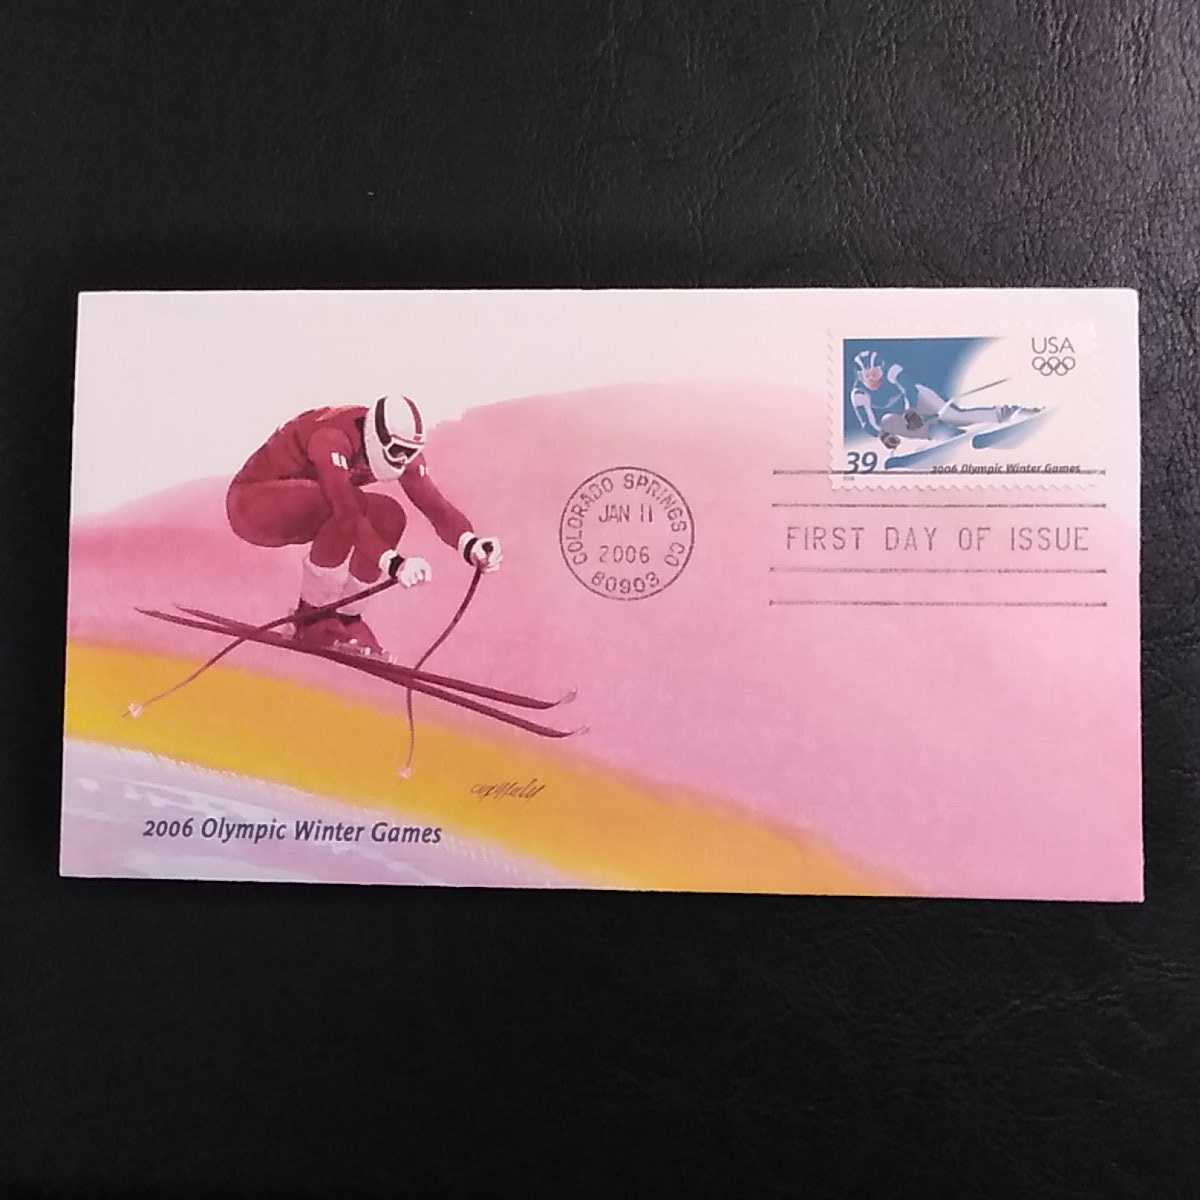 USA
39
2006 Olympic Winter Games
COLORADO SPRINGS CO
JAN 11
2006
80903
FIRST DAY OF ISSUE
2006 Olympic Winter Games